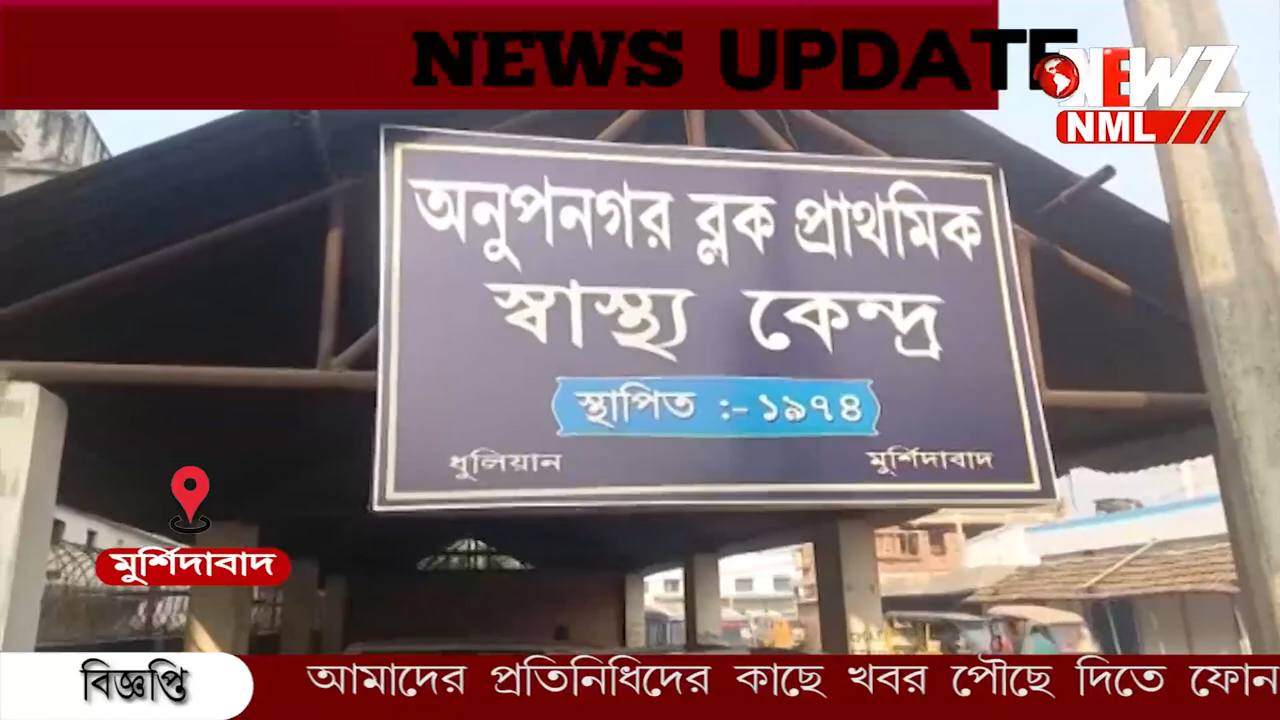 NEWS UPDATE
NEWZ
NML
অনুপনগর ব্লক প্রাথমিক
স্বাস্থ্য কেন্দ্র
স্থাপিত :- ১৯৭৪
ধুলিয়ান মুর্শিদাবাদ
মুর্শিদাবাদ
বিজ্ঞপ্তি আমাদের প্রতিনিধিদের কাছে খবর পৌছে দিতে ফোন